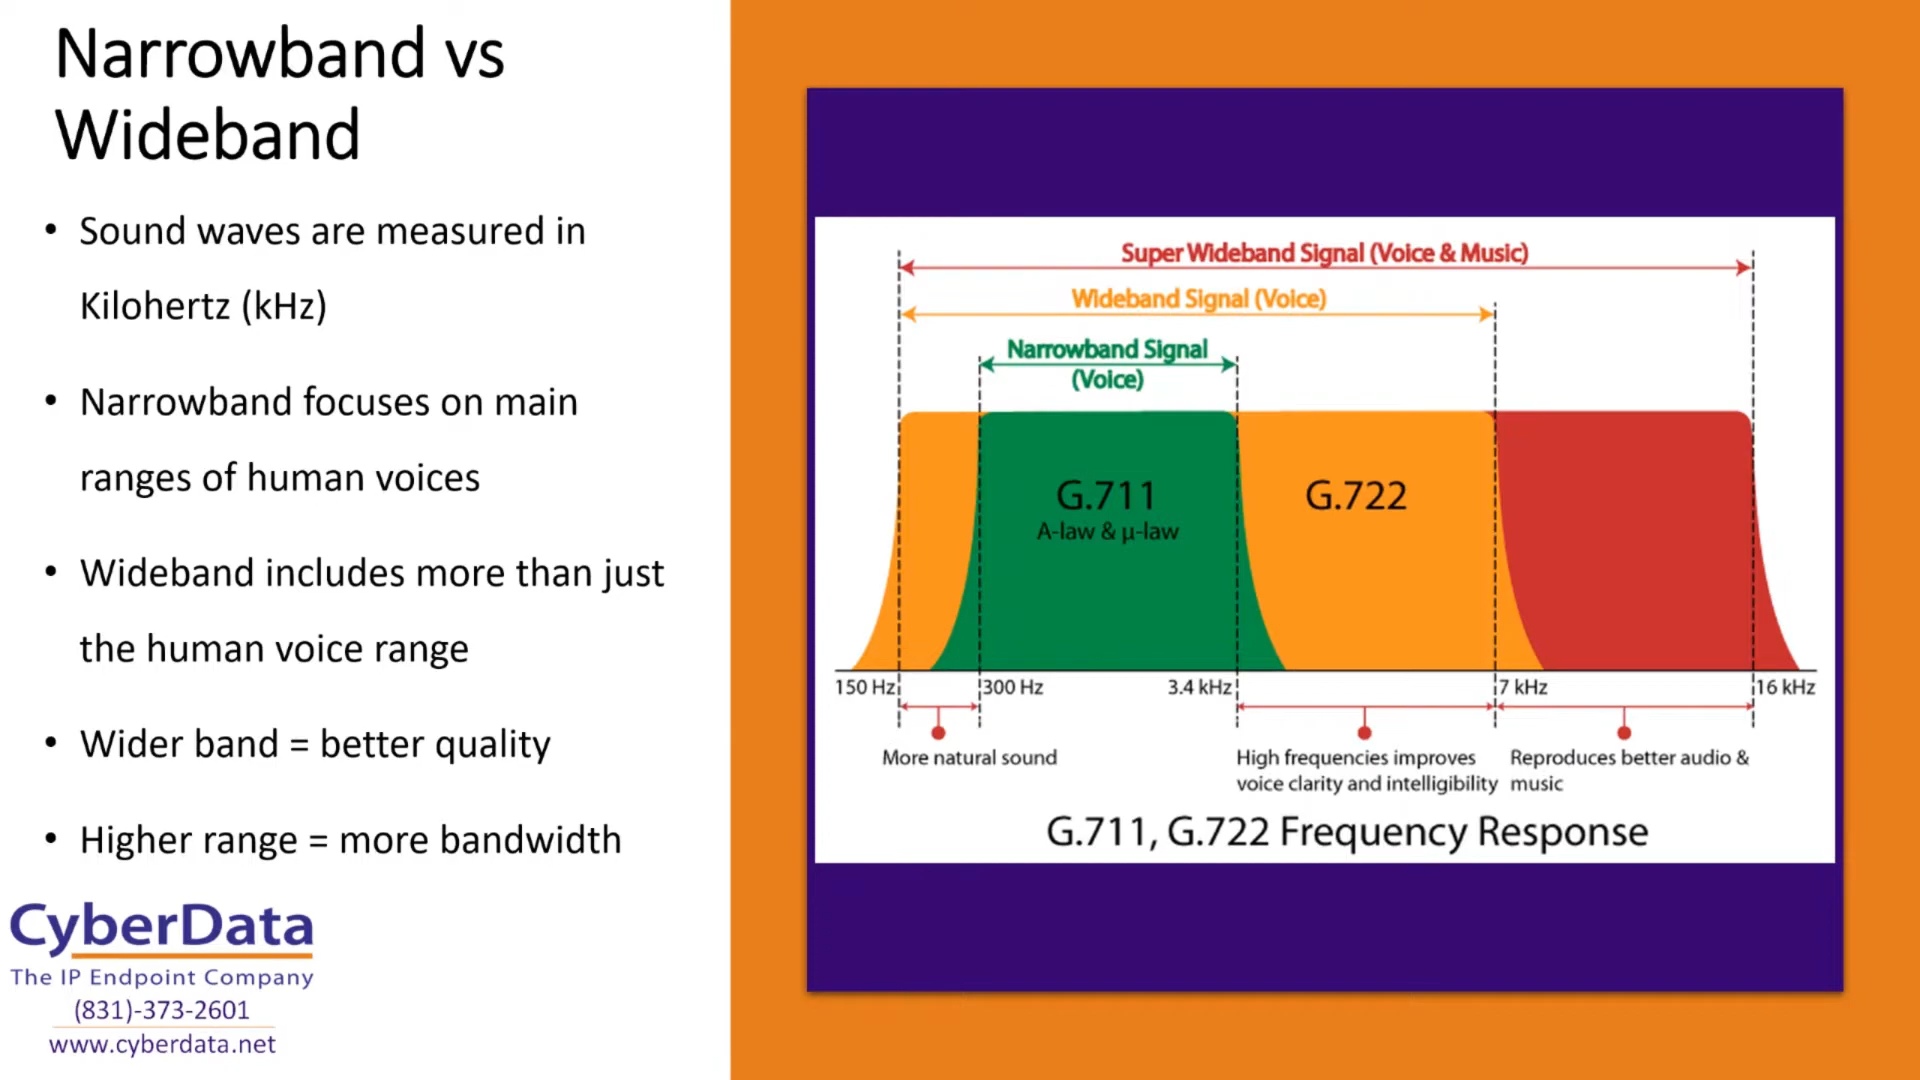 Narrowband vs
Wideband
• Sound waves are measured in
Kilohertz (kHz)
• Narrowband focuses on main
ranges of human voices
• Wideband includes more than just
the human voice range
• Wider band = better quality
• Higher range = more bandwidth
CyberData
The IP Endpoint Company
(831)-373-2601
www.cyberdata.net
Super Wideband Signal (Voice & Music)
Wideband Signal (Voice)
Narrowband Signal
(Voice)
G.711
A-law & µ-law
G.722
150 Hz 300 Hz 3.4 kHz 7 kHz 16 kHz
More natural sound
High frequencies improves
voice clarity and intelligibility
Reproduces better audio &
music
G.711, G.722 Frequency Response